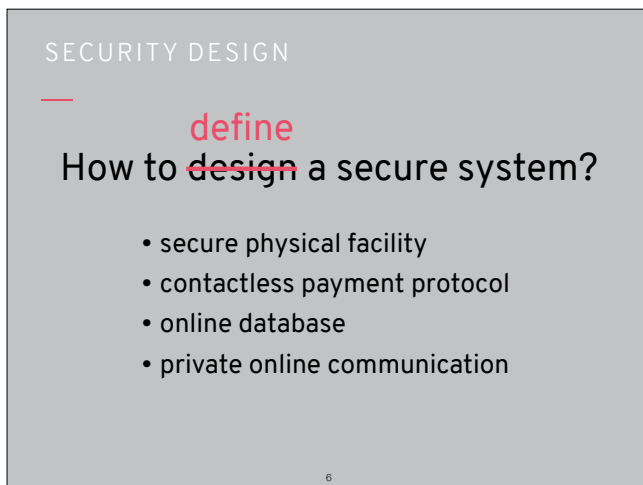 SECURITY DESIGN
define
How to design a secure system?
• secure physical facility
• contactless payment protocol
• online database
• private online communication
6